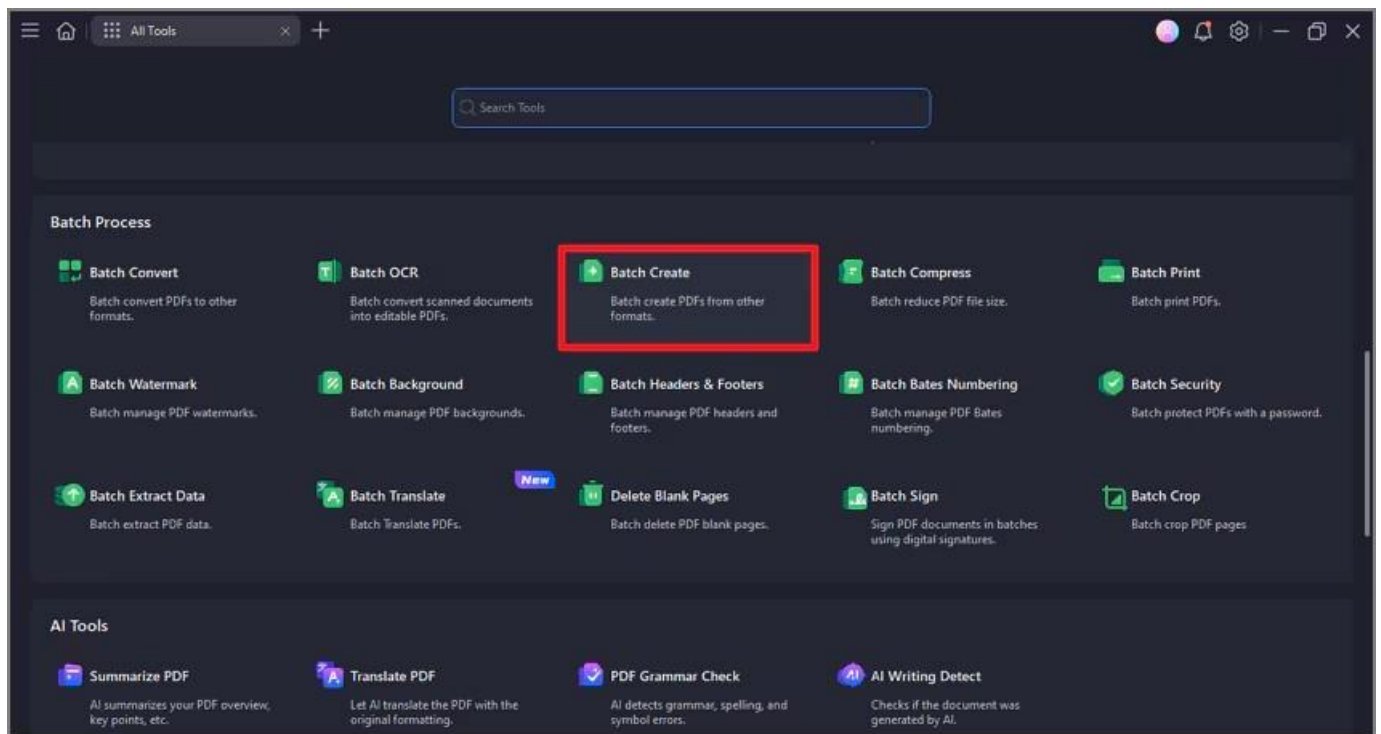 All Tools
Search Tools
Batch Process
Batch Convert
Batch convert PDFs to other
formats.
Batch OCR
Batch convert scanned documents
into editable PDFs.
Batch Create
Batch create PDFs from other
formats.
Batch Compress
Batch reduce PDF file size.
Batch Print
Batch print PDFs.
Batch Watermark
Batch manage PDF watermarks.
Batch Background
Batch manage PDF backgrounds.
Batch Headers & Footers
Batch manage PDF headers and
footers.
Batch Bates Numbering
Batch manage PDF Bates
numbering.
Batch Security
Batch protect PDFs with a password.
Batch Extract Data
Batch extract PDF data.
New
Batch Translate
Batch Translate PDFs.
Delete Blank Pages
Batch delete PDF blank pages.
Batch Sign
Sign PDF documents in batches
using digital signatures.
Batch Crop
Batch crop PDF pages
AI Tools
Summarize PDF
AI summarizes your PDF overview,
key points, etc.
Translate PDF
Let AI translate the PDF with the
original formatting.
PDF Grammar Check
AI detects grammar, spelling, and
symbol errors.
AI Writing Detect
Checks if the document was
generated by AI.